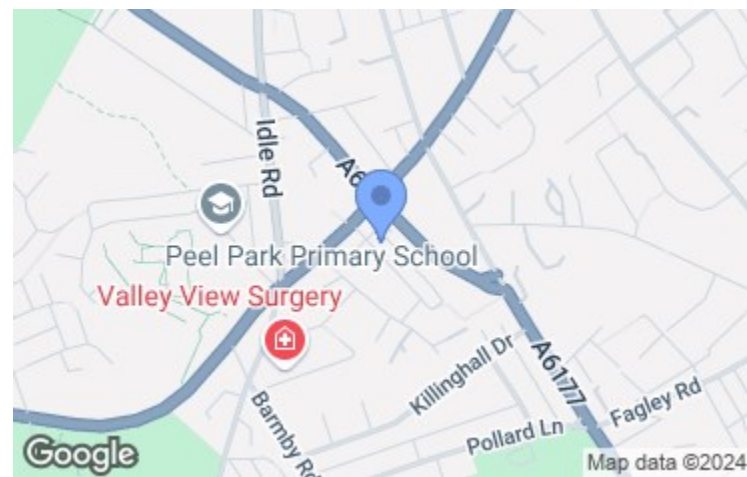 Idle Rd
A6
Peel Park Primary School
Valley View Surgery
Killinghall Dr
A6177
Barmby Rd
Fagley Rd
Pollard Ln
Google
Map data ©2024